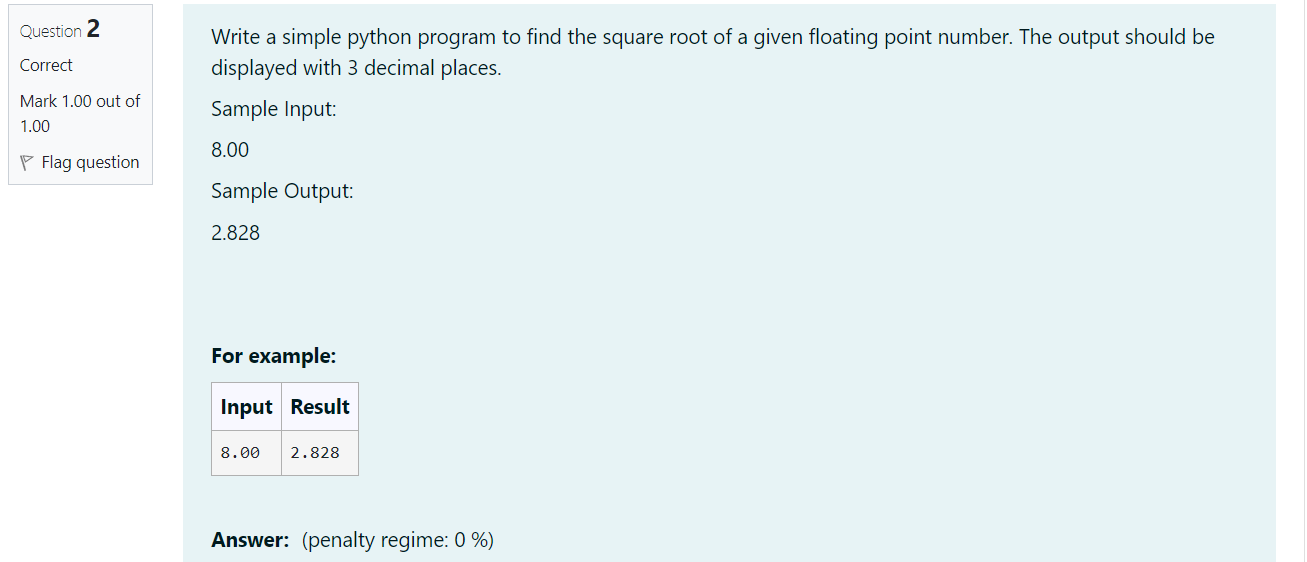 Question 2
Correct
Mark 1.00 out of
1.00
Flag question
Write a simple python program to find the square root of a given floating point number. The output should be
displayed with 3 decimal places.
Sample Input:
8.00
Sample Output:
2.828
For example:
Input Result
8.00 2.828
Answer: (penalty regime: 0 %)